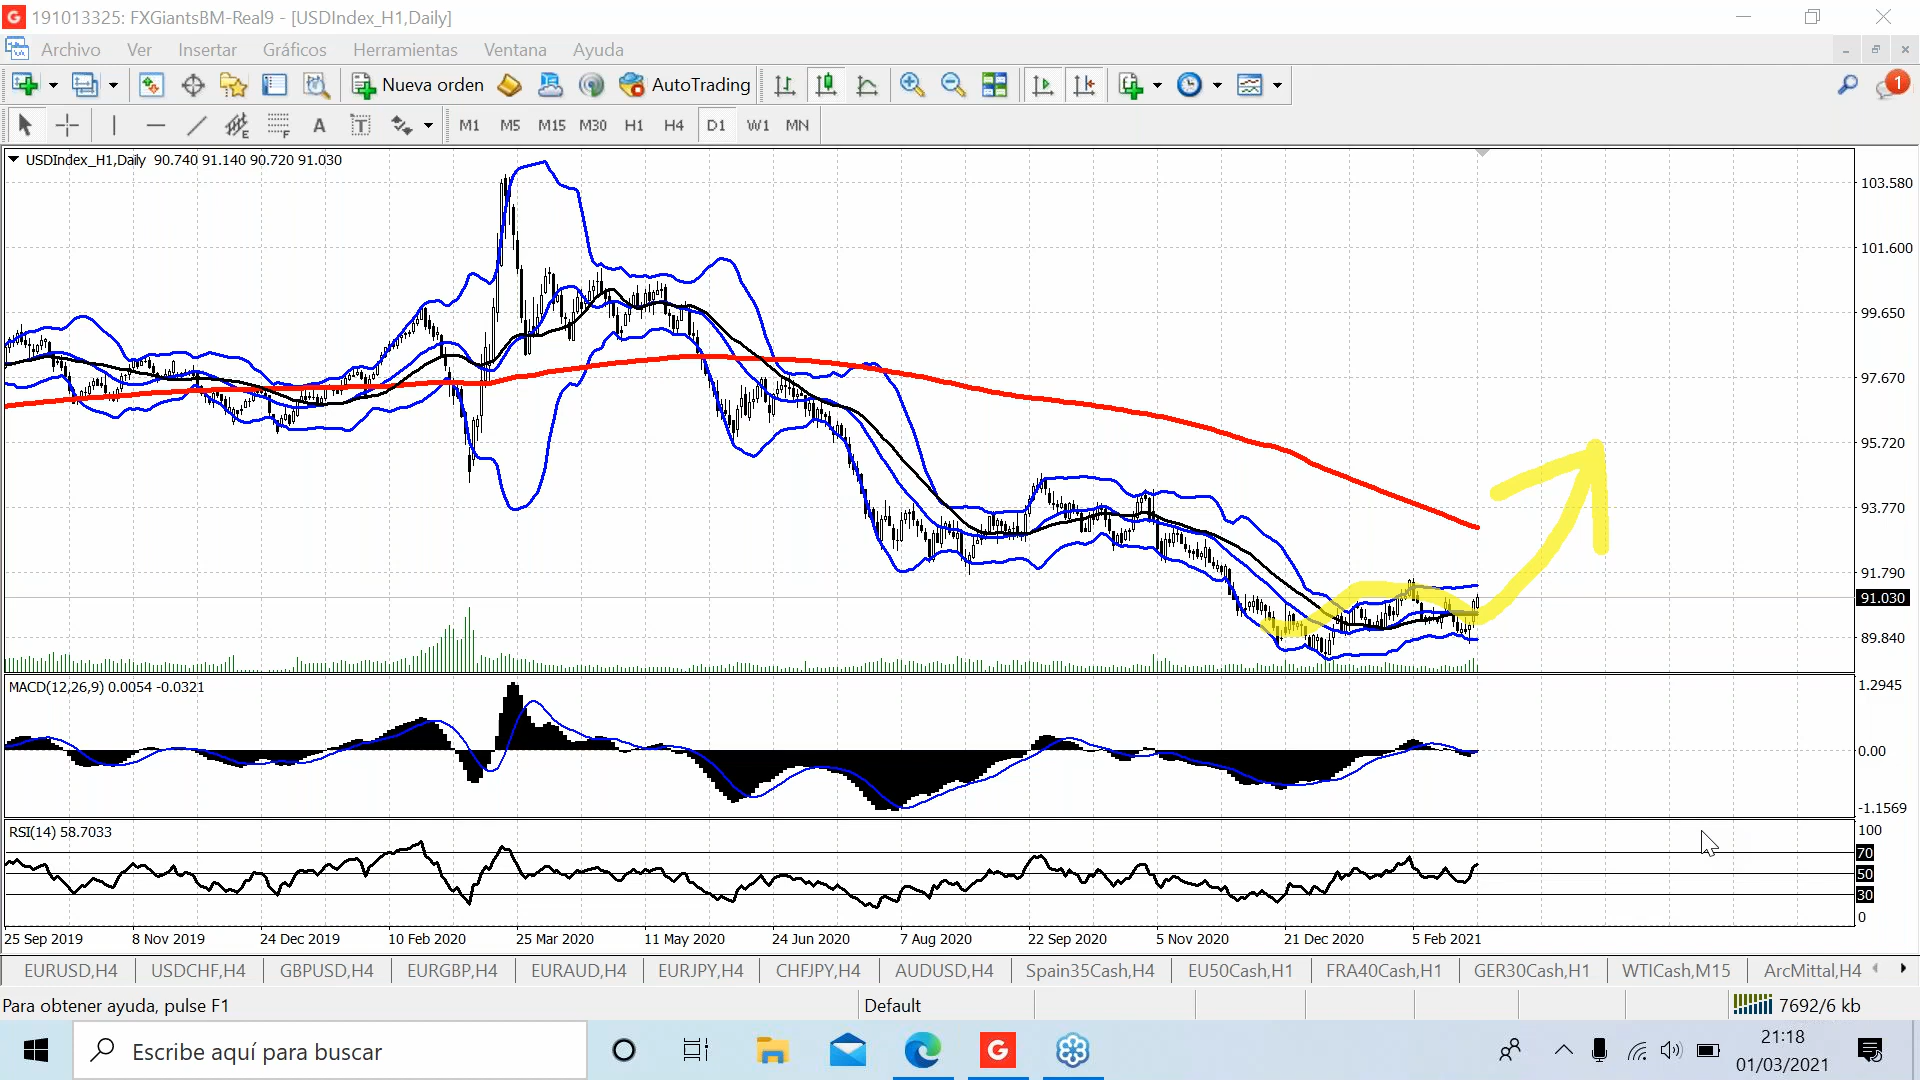 191013325: FXGiantsBM-Real9 - [USDIndex_H1,Daily]
Archivo Ver Insertar Gráficos Herramientas Ventana Ayuda
Nueva orden AutoTrading 1
A T M1 M5 M15 M30 H1 H4 D1 W1 MN
USDIndex_H1,Daily 90.740 91.140 90.720 91.030
103.580
101.600
99.650
97.670
95.720
93.770
91.790
91.030
89.840
MACD(12,26,9) 0.0054 -0.0321
1.2945
0.00
-1.1569
RSI(14) 58.7033
100
70
50
30
0
25 Sep 2019 8 Nov 2019 24 Dec 2019 10 Feb 2020 25 Mar 2020 11 May 2020 24 Jun 2020 7 Aug 2020 22 Sep 2020 5 Nov 2020 21 Dec 2020 5 Feb 2021
EURUSD,H4 USDCHF,H4 GBPUSD,H4 EURGBP,H4 EURAUD,H4 EURJPY,H4 CHFJPY,H4 AUDUSD,H4 Spain35Cash,H4 EU50Cash,H1 FRA40Cash,H1 GER30Cash,H1 WTICash,M15 ArcMittal,H4
Para obtener ayuda, pulse F1 Default 7692/6 kb
Escribe aquí para buscar
21:18
01/03/2021